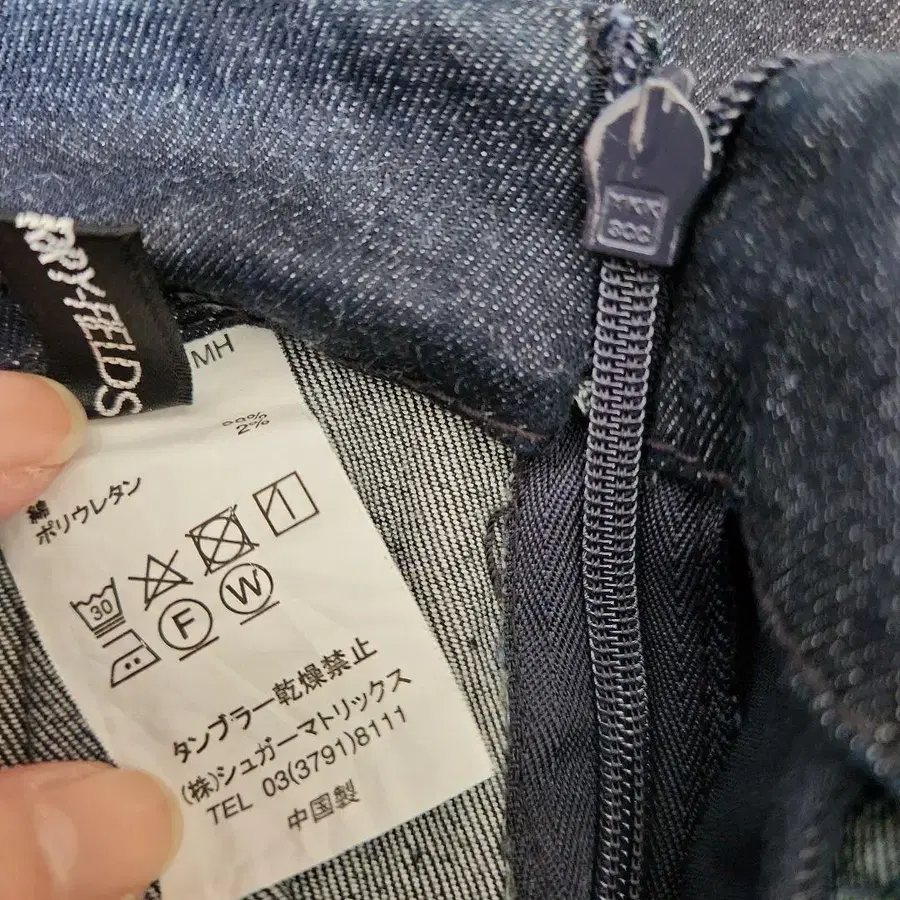 MH
98%
2%
綿
ポリウレタン
30
F
W
タンブラー乾燥禁止
(株)シュガーマトリックス
TEL 03(3791)8111
中国製